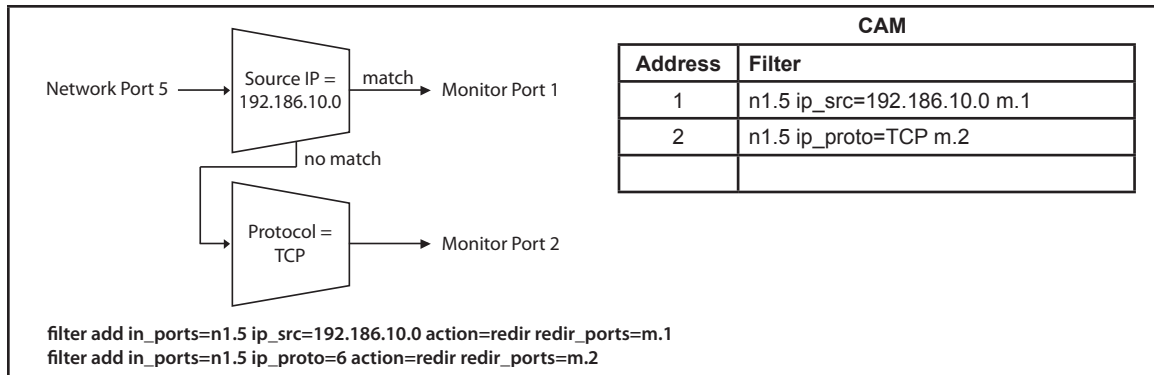 Network Port 5
Source IP =
192.186.10.0
match
Monitor Port 1
no match
Protocol =
TCP
Monitor Port 2
filter add in_ports=n1.5 ip_src=192.186.10.0 action=redir redir_ports=m.1
filter add in_ports=n1.5 ip_proto=6 action=redir redir_ports=m.2
CAM
Address Filter
1 n1.5 ip_src=192.186.10.0 m.1
2 n1.5 ip_proto=TCP m.2